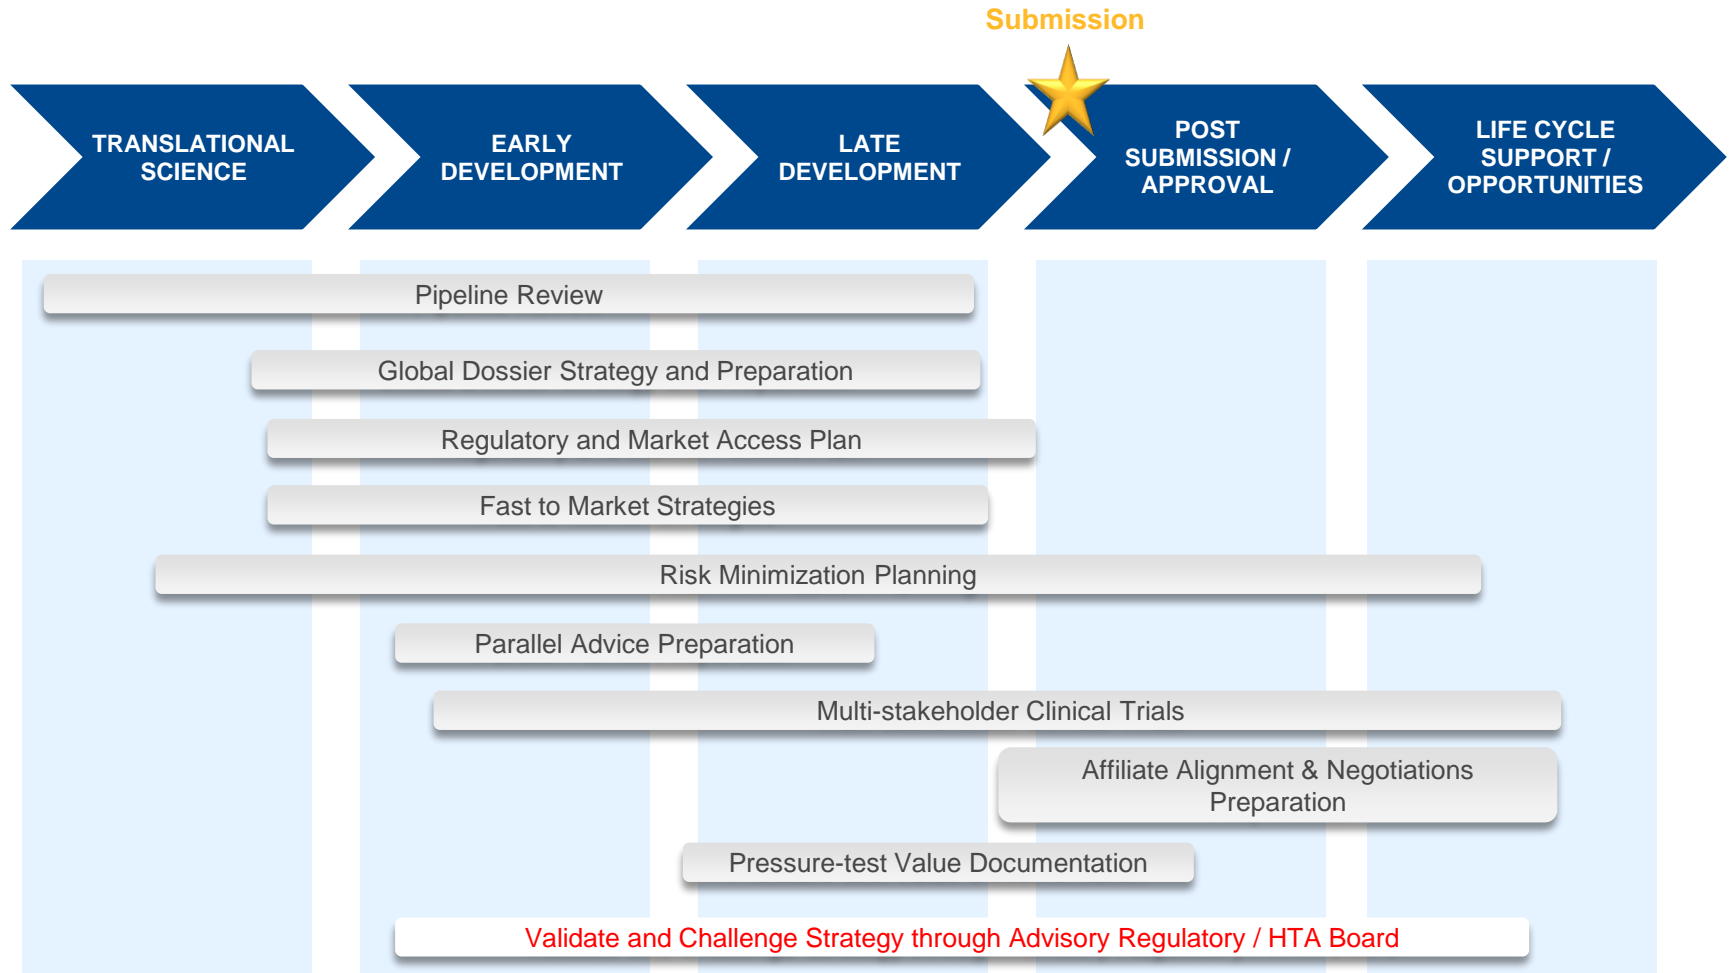 Submission
TRANSLATIONAL
SCIENCE
EARLY
DEVELOPMENT
LATE
DEVELOPMENT
POST
SUBMISSION /
APPROVAL
LIFE CYCLE
SUPPORT /
OPPORTUNITIES
Pipeline Review
Global Dossier Strategy and Preparation
Regulatory and Market Access Plan
Fast to Market Strategies
Risk Minimization Planning
Parallel Advice Preparation
Multi-stakeholder Clinical Trials
Affiliate Alignment & Negotiations
Preparation
Pressure-test Value Documentation
Validate and Challenge Strategy through Advisory Regulatory / HTA Board